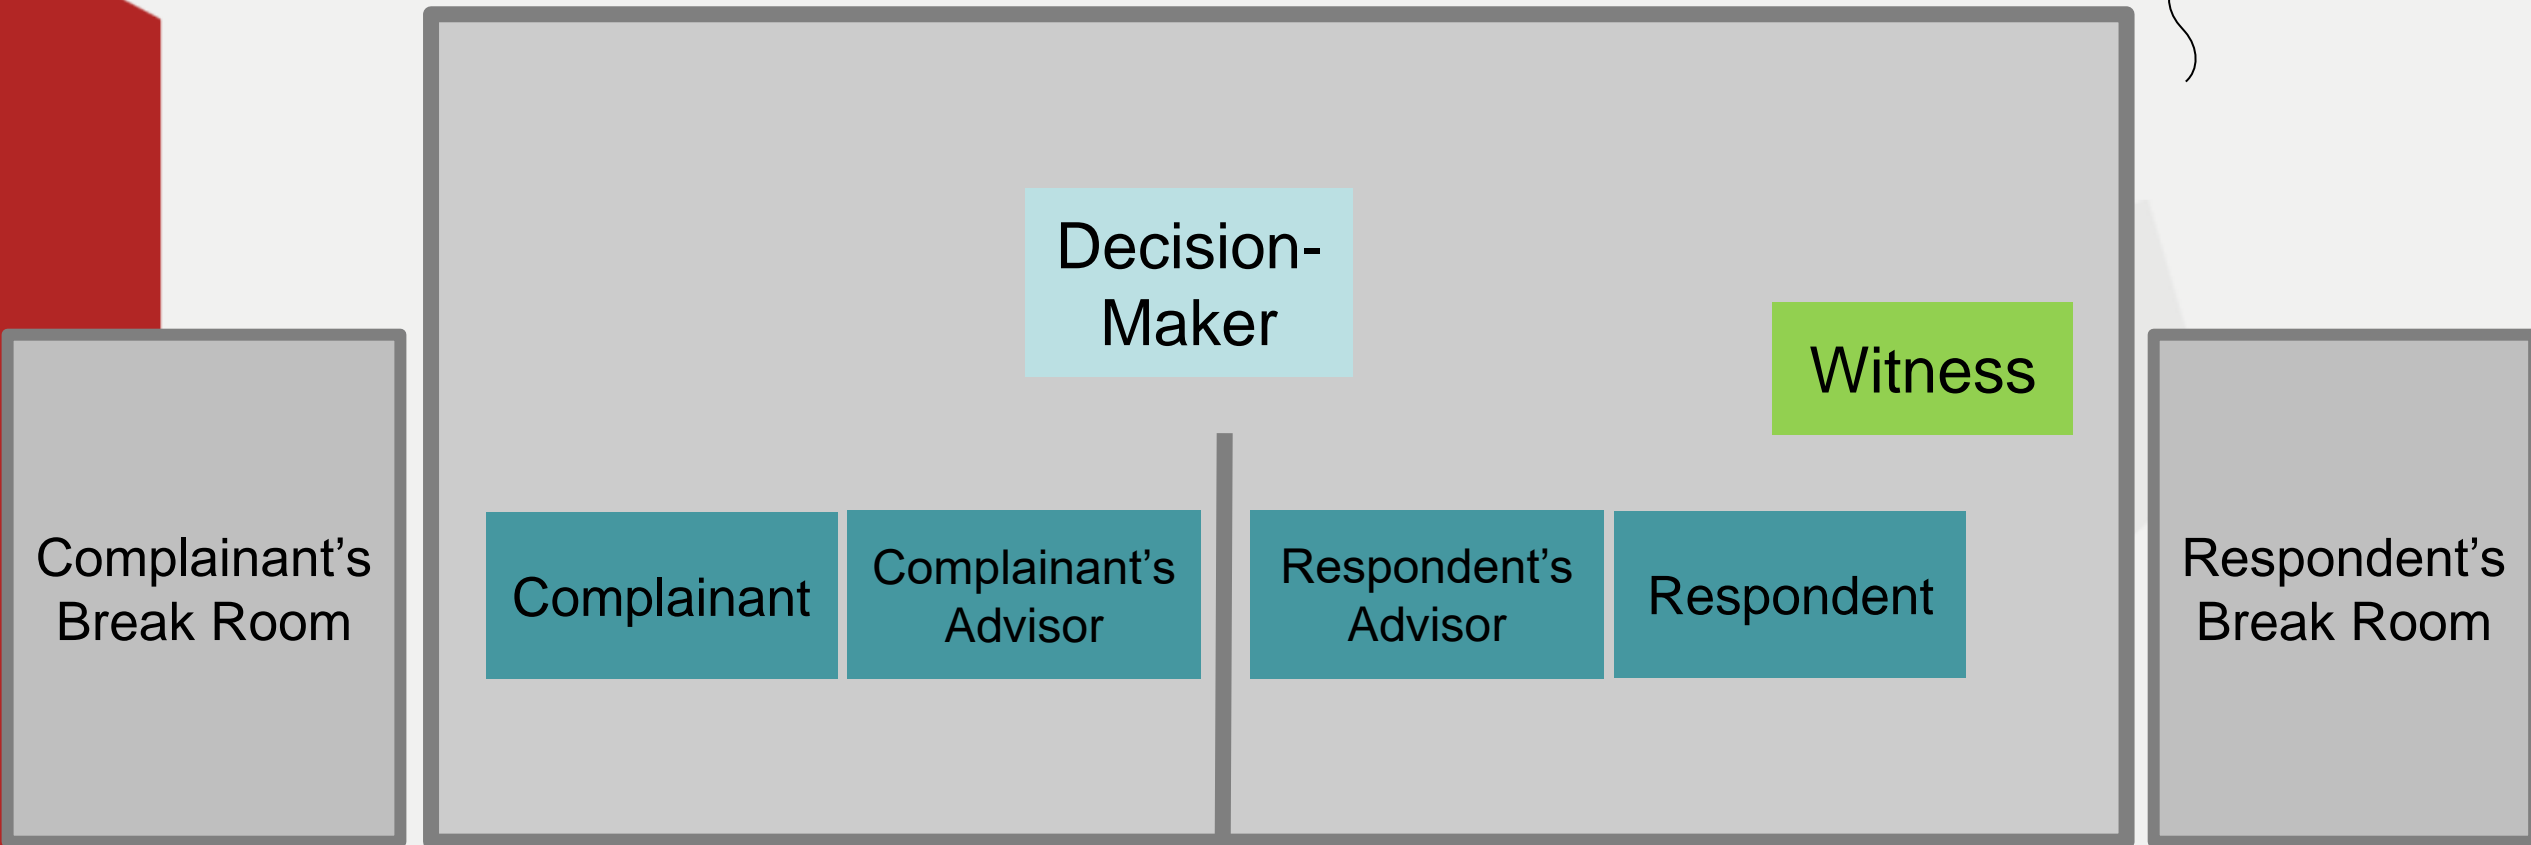 Decision-
Maker
Witness
Complainant’s
Break Room
Complainant
Complainant’s
Advisor
Respondent’s
Advisor
Respondent
Respondent’s
Break Room